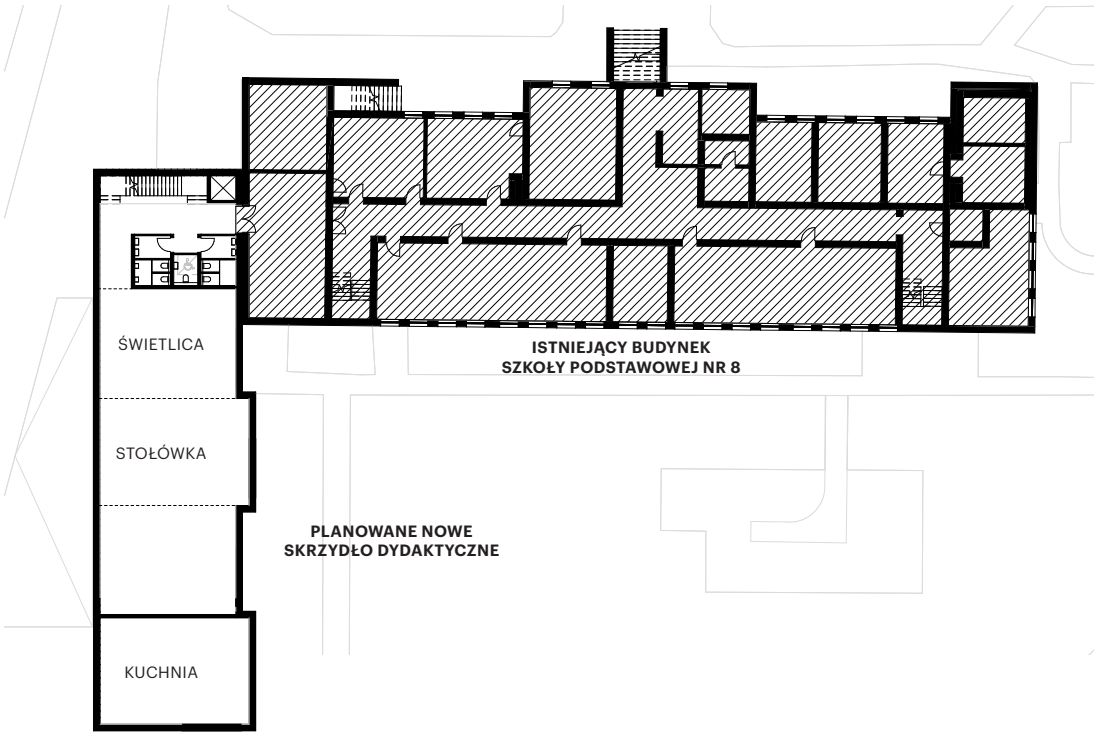 ISTNIEJĄCY BUDYNEK
SZKOŁY PODSTAWOWEJ NR 8
ŚWIETLICA
STOŁÓWKA
PLANOWANE NOWE
SKRZYDŁO DYDAKTYCZNE
KUCHNIA